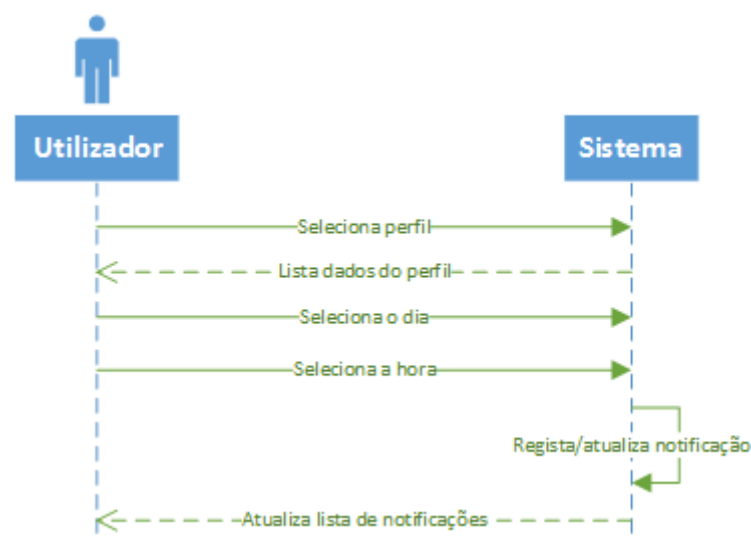 Utilizador
Sistema
Seleciona perfil
Lista dados do perfil
Seleciona o dia
Seleciona a hora
Regista/atualiza notificação
Atualiza lista de notificações